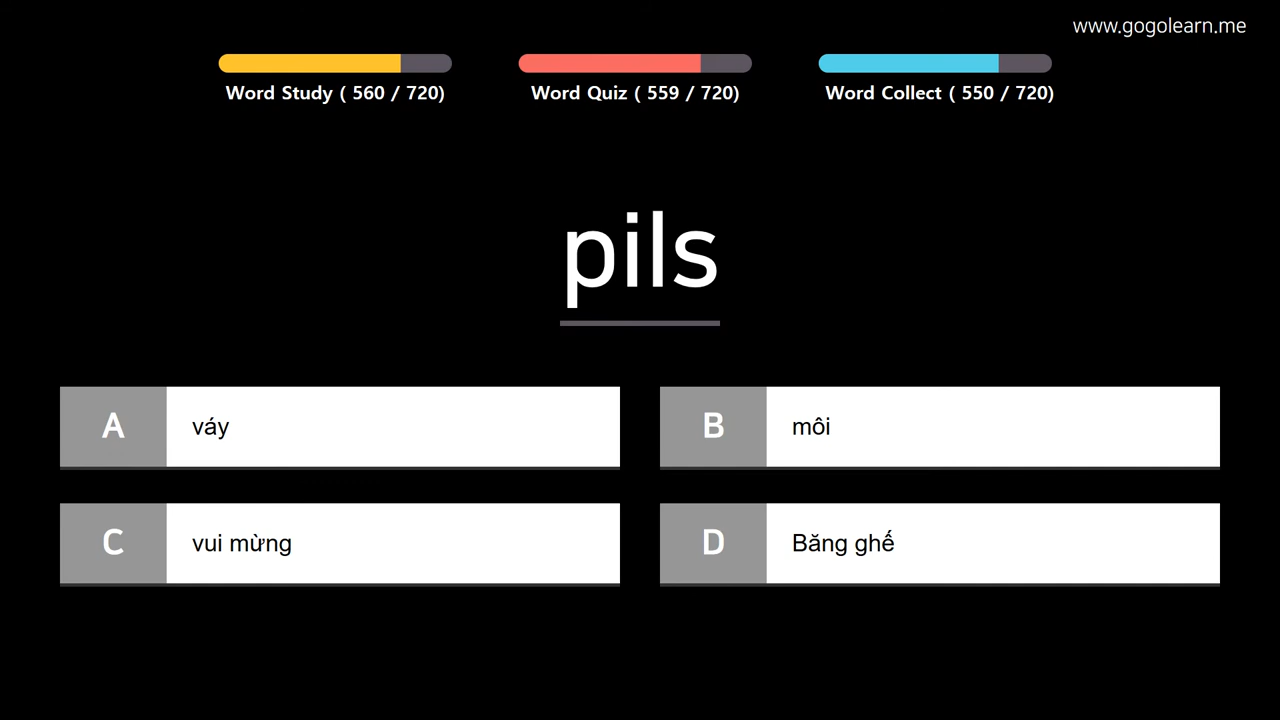 www.gogolearn.me
Word Study ( 560 / 720)
Word Quiz ( 559 / 720)
Word Collect ( 550 / 720)
pils
A váy
B môi
C vui mừng
D Băng ghế